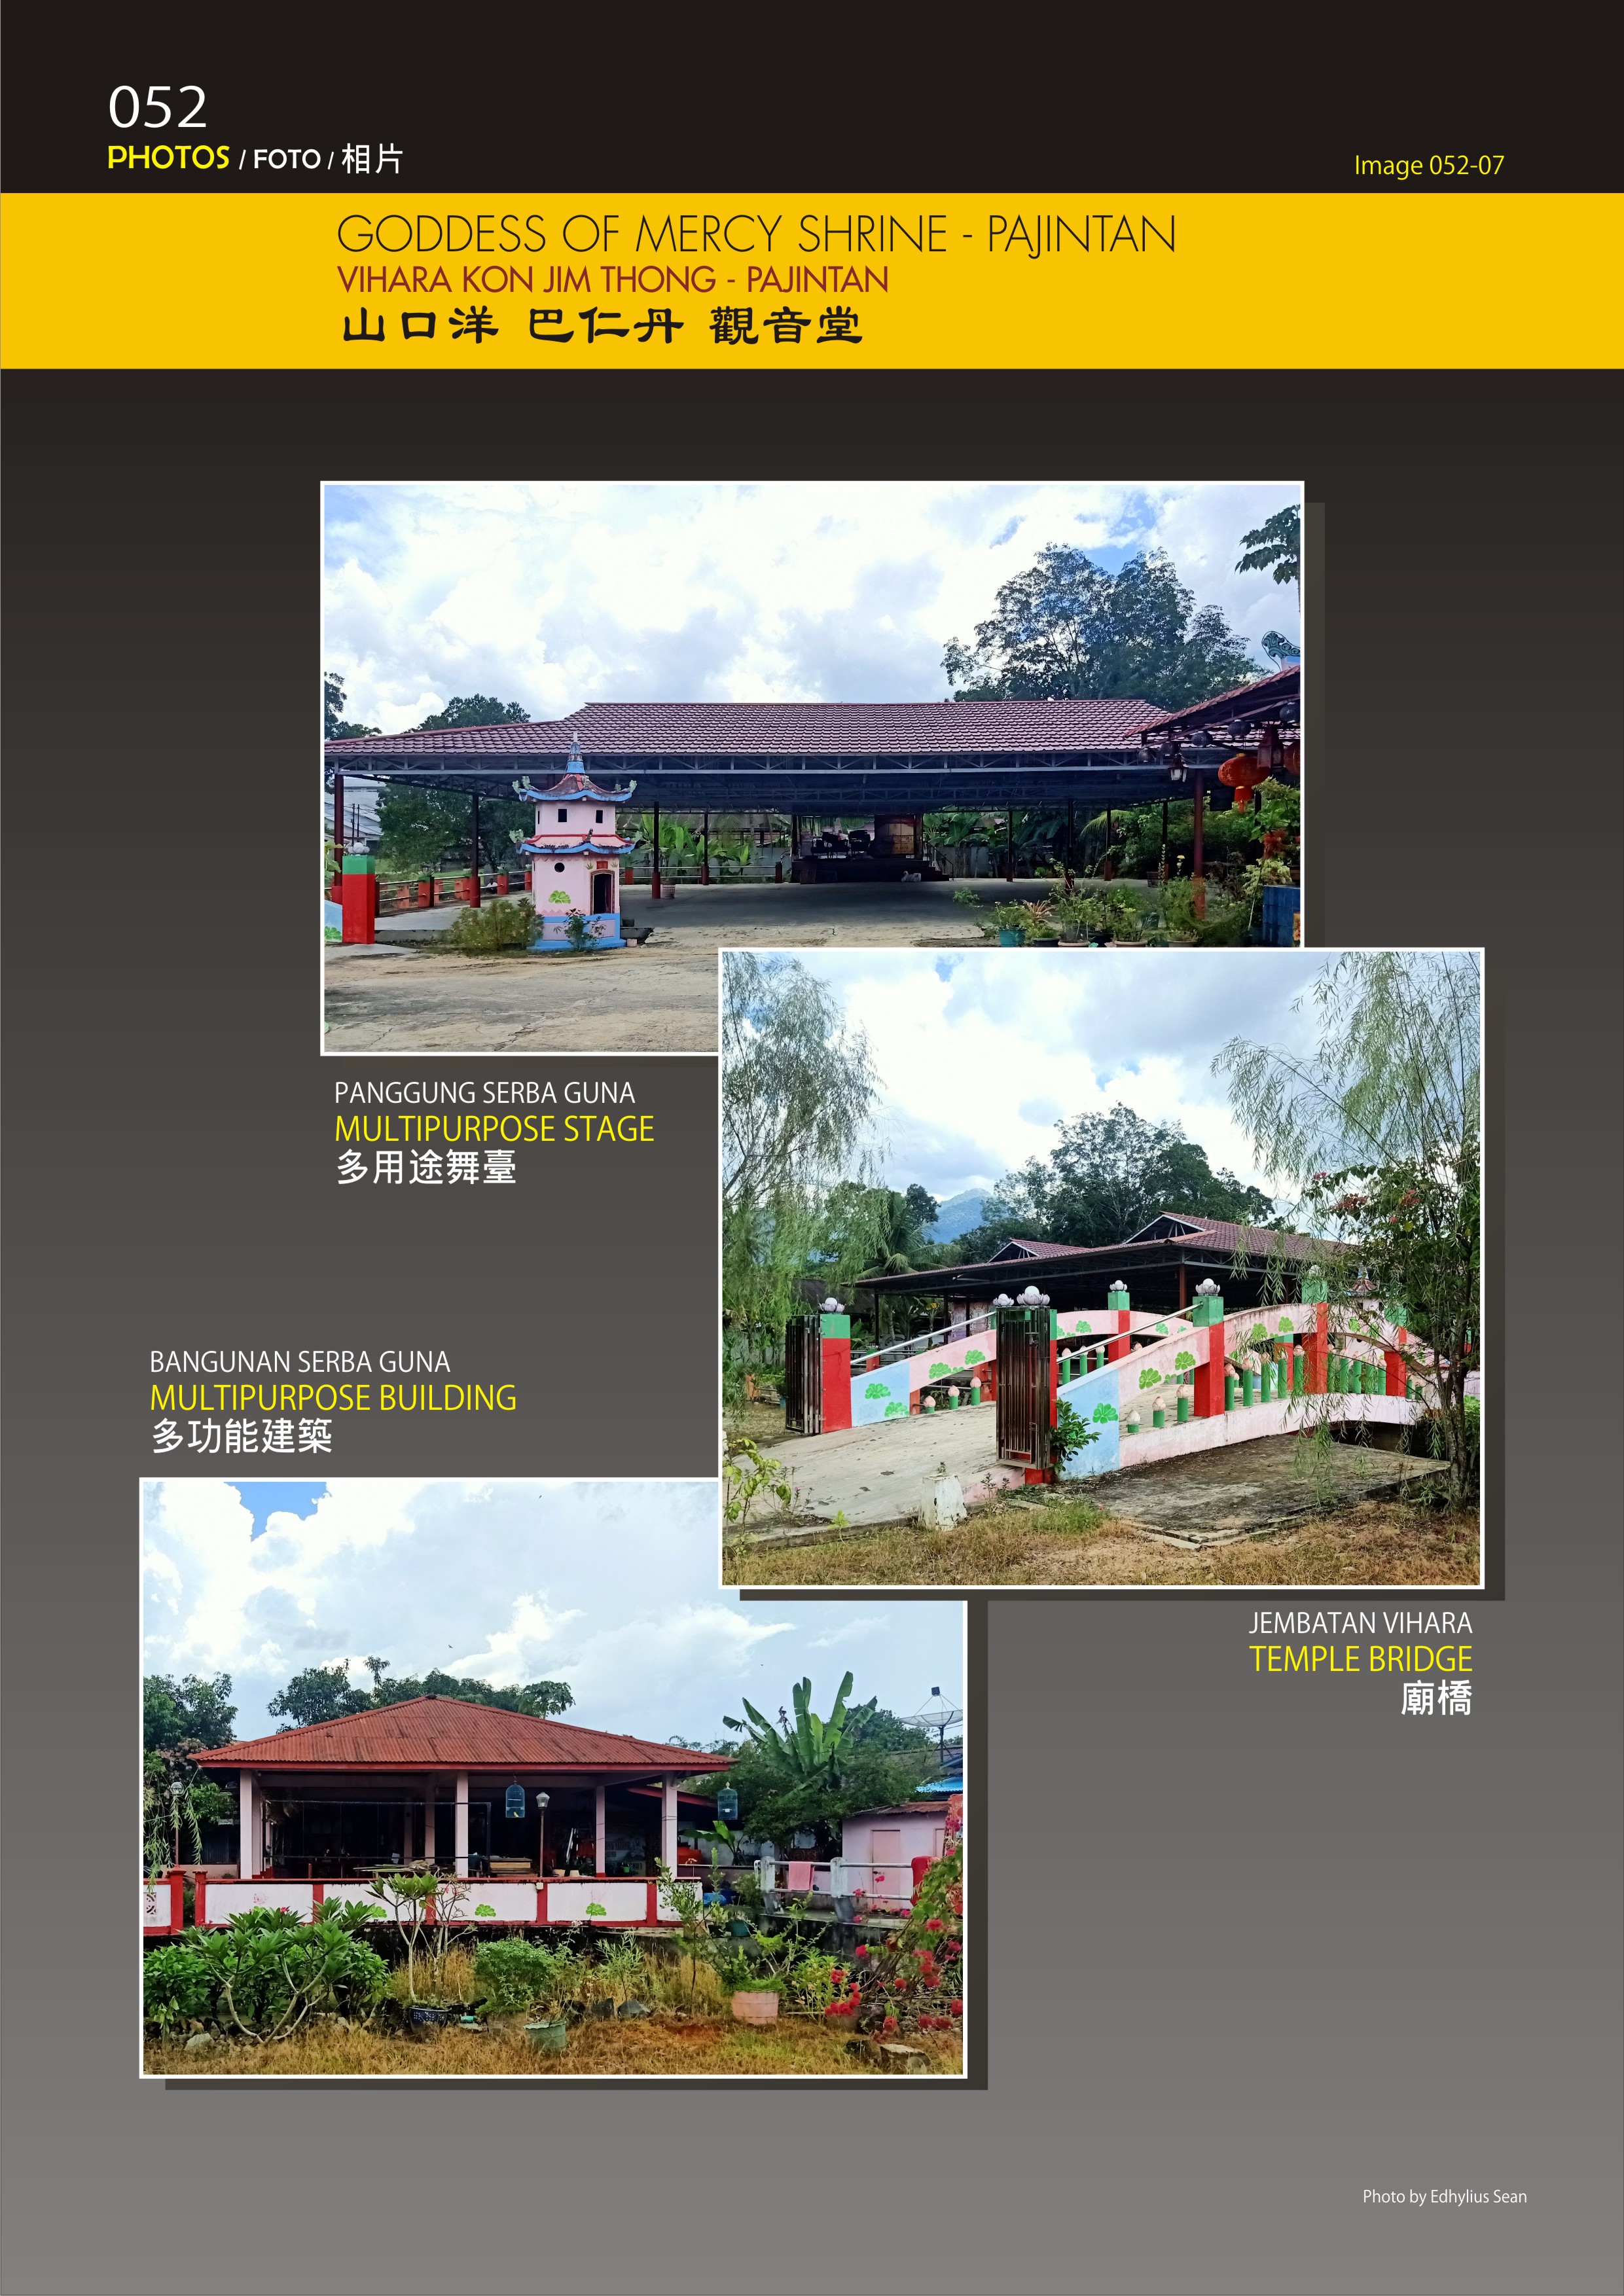 052
PHOTOS / FOTO / 相片
Image 052-07
GODDESS OF MERCY SHRINE - PAJINTAN
VIHARA KON JIM THONG - PAJINTAN
山口洋 巴仁丹 觀音堂
PANGGUNG SERBA GUNA
MULTIPURPOSE STAGE
多用途舞臺
BANGUNAN SERBA GUNA
MULTIPURPOSE BUILDING
多功能建築
JEMBATAN VIHARA
TEMPLE BRIDGE
廟橋
Photo by Edhylius Sean